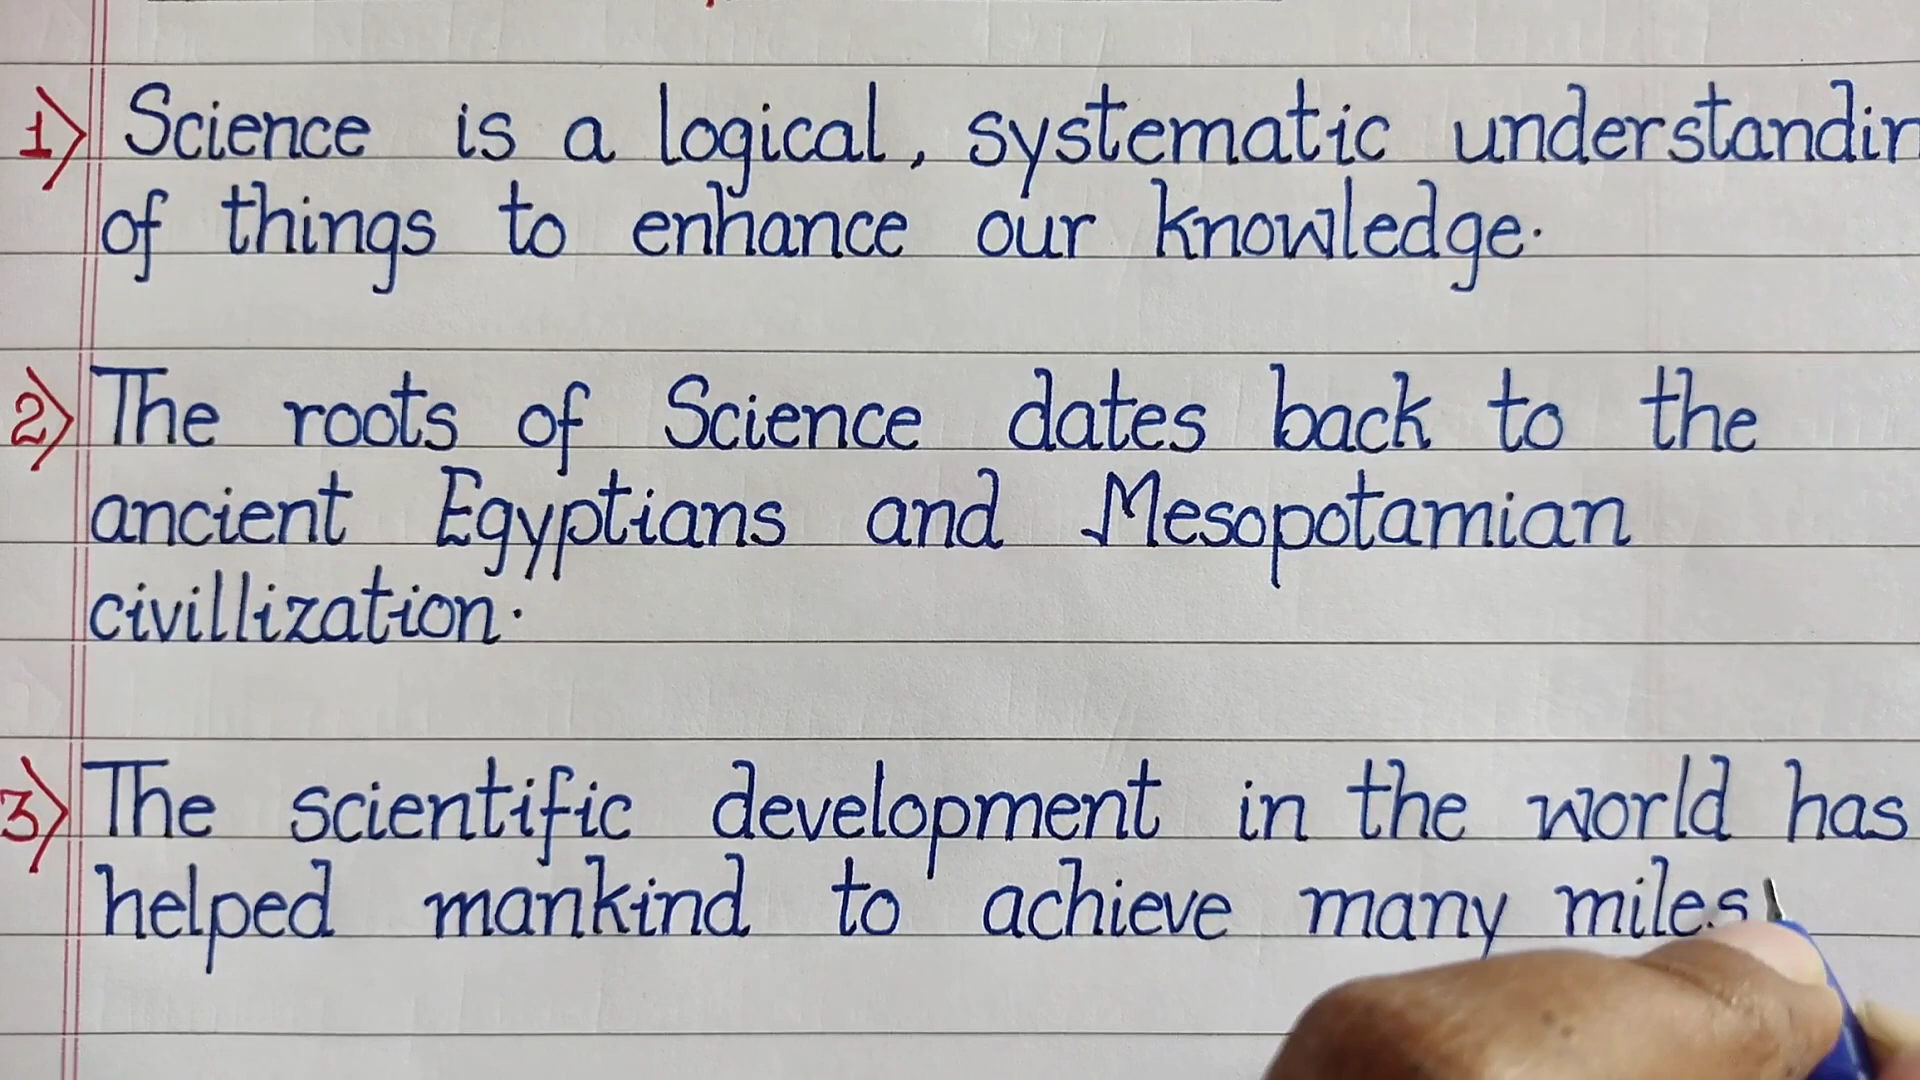 1) Science is a logical, systematic understandin
of things to enhance our knowledge.
2) The roots of Science dates back to the
ancient Egyptians and Mesopotamian
civillization.
3) The scientific development in the world has
helped mankind to achieve many miles